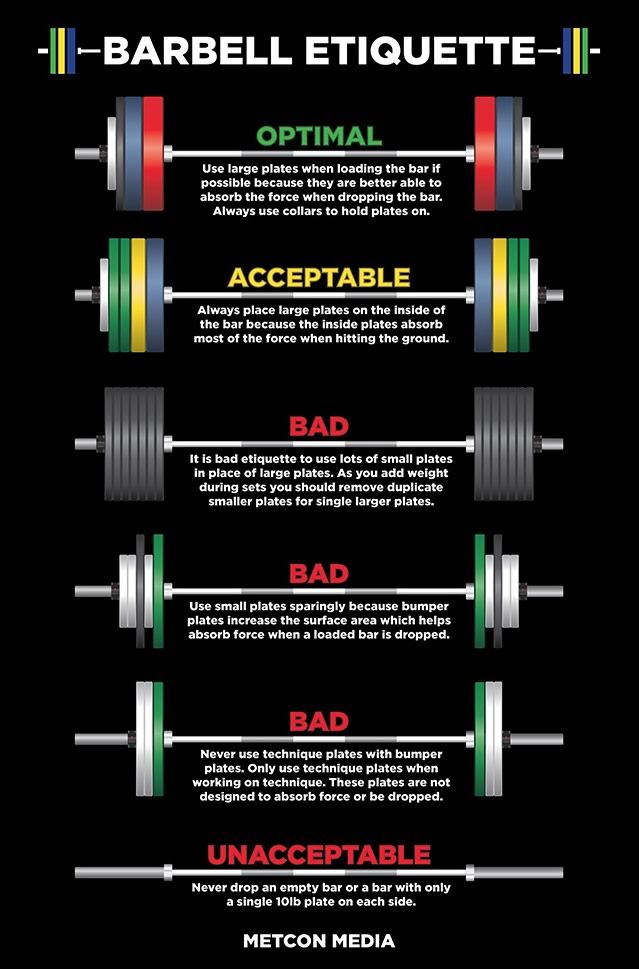 BARBELL ETIQUETTE
OPTIMAL
Use large plates when loading the bar if
possible because they are better able to
absorb the force when dropping the bar.
Always use collars to hold plates on.
ACCEPTABLE
Always place large plates on the inside of
the bar because the inside plates absorb
most of the force when hitting the ground.
BAD
It is bad etiquette to use lots of small plates
in place of large plates. As you add weight
during sets you should remove duplicate
smaller plates for single larger plates.
BAD
Use small plates sparingly because bumper
plates increase the surface area which helps
absorb force when a loaded bar is dropped.
BAD
Never use technique plates with bumper
plates. Only use technique plates when
working on technique. These plates are not
designed to absorb force or be dropped.
UNACCEPTABLE
Never drop an empty bar or a bar with only
a single 10lb plate on each side.
METCON MEDIA